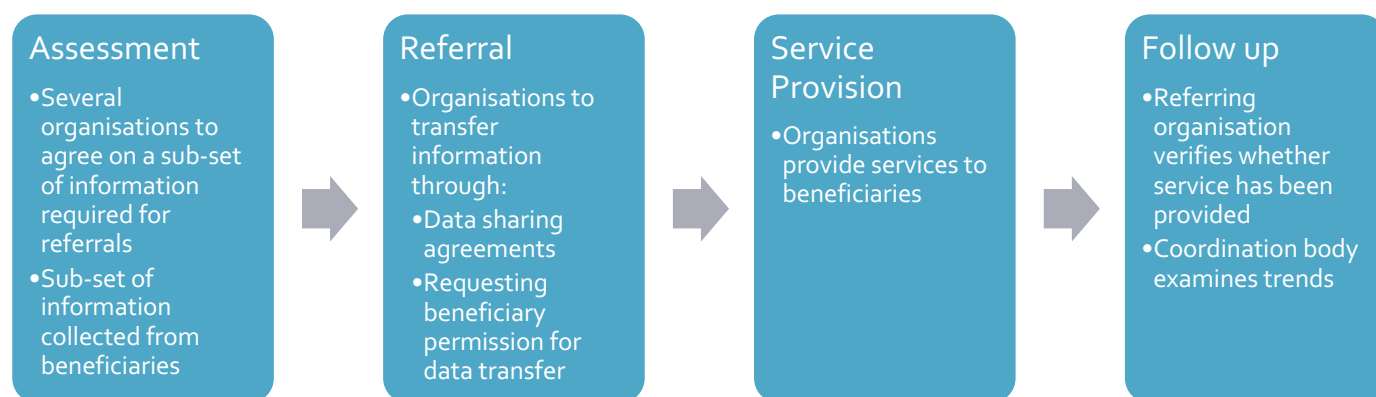 Assessment
•Several
organisations to
agree on a sub-set
of information
required for
referrals
•Sub-set of
information
collected from
beneficiaries
Referral
•Organisations to
transfer
information
through:
•Data sharing
agreements
•Requesting
beneficiary
permission for
data transfer
Service
Provision
•Organisations
provide services to
beneficiaries
Follow up
•Referring
organisation
verifies whether
service has been
provided
•Coordination body
examines trends